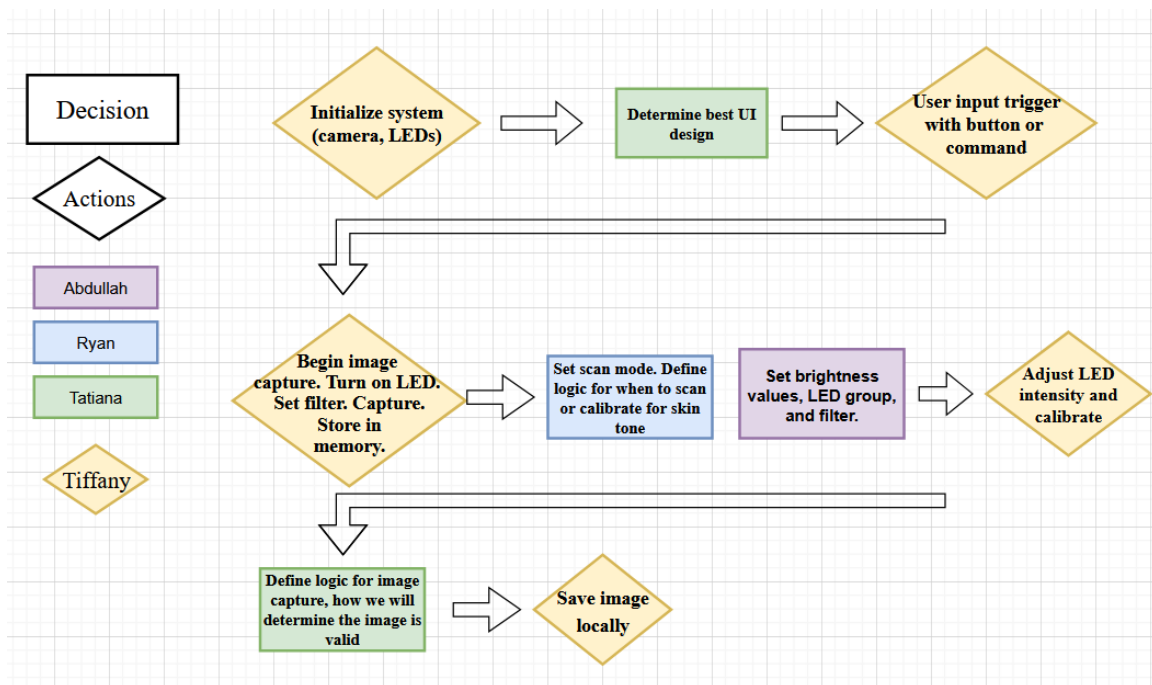 Decision
Actions
Abdullah
Ryan
Tatiana
Tiffany
Initialize system
(camera, LEDs)
Determine best UI
design
User input trigger
with button or
command
Begin image
capture. Turn on LED.
Set filter. Capture.
Store in
memory.
Set scan mode. Define
logic for when to scan
or calibrate for skin
tone
Set brightness
values, LED group,
and filter.
Adjust LED
intensity and
calibrate
Define logic for image
capture, how we will
determine the image is
valid
Save image
locally